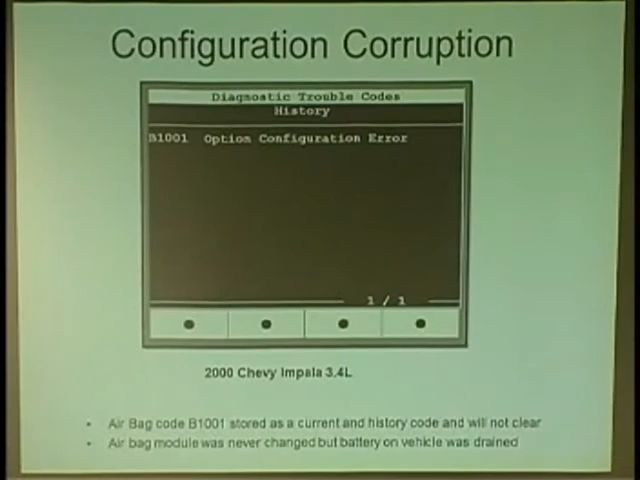 Configuration Corruption
Diagnostic Trouble Codes
History
B1001 Option Configuration Error
1 / 1
2000 Chevy Impala 3.4L
• Air Bag code B1001 stored as a current and history code and will not clear
• Air bag module was never changed but battery on vehicle was drained